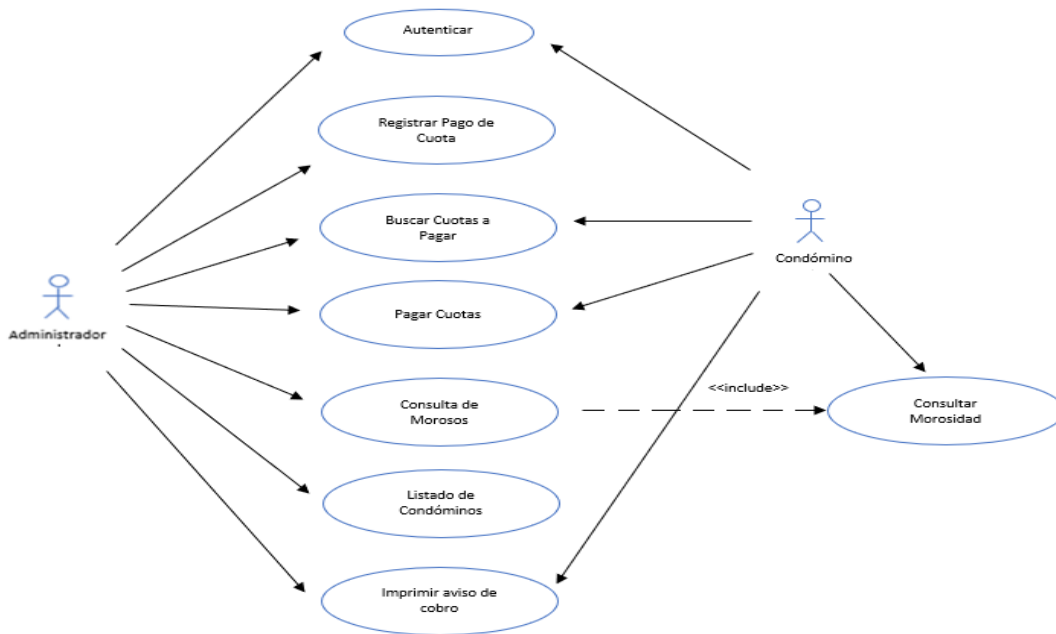 Autenticar
Registrar Pago de
Cuota
Buscar Cuotas a
Pagar
Condómino
Pagar Cuotas
Administrador
<<include>>
Consulta de
Morosos
Consultar
Morosidad
Listado de
Condóminos
Imprimir aviso de
cobro